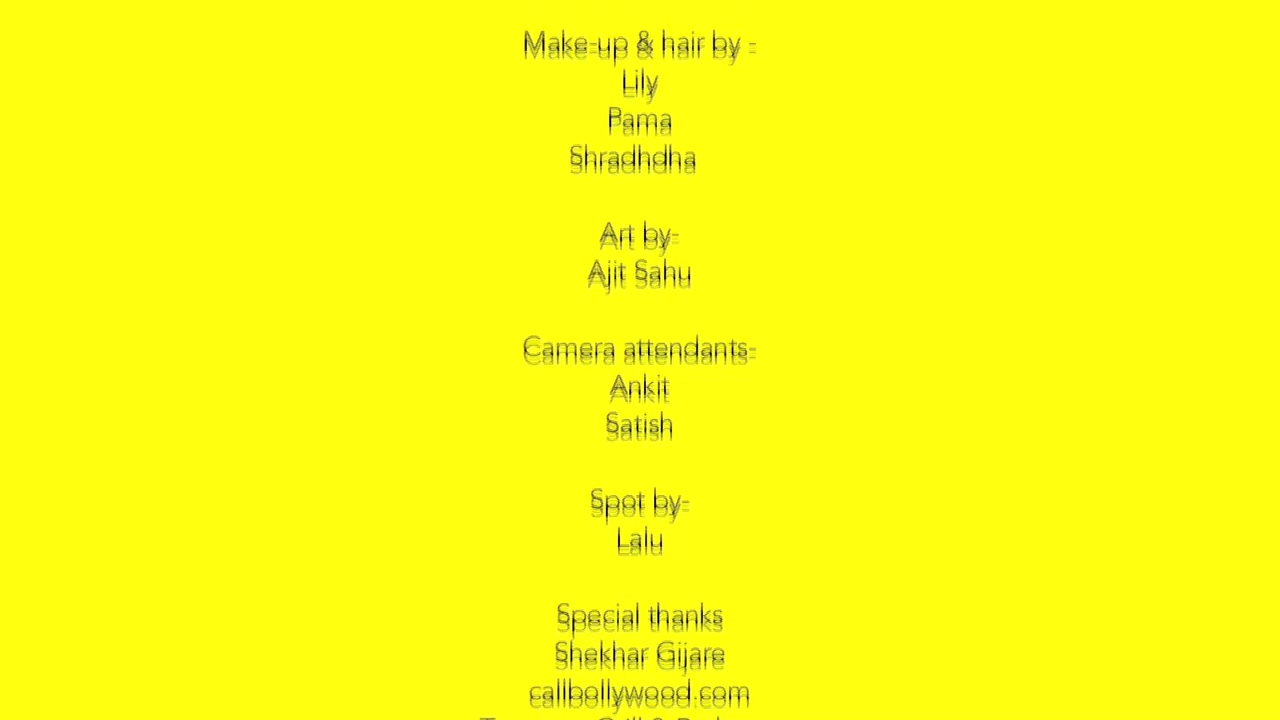 Make-up & hair by -
Lily
Pama
Shradhdha
Art by-
Ajit Sahu
Camera attendants-
Ankit
Satish
Spot by-
Lalu
Special thanks
Shekhar Gijare
callbollywood.com